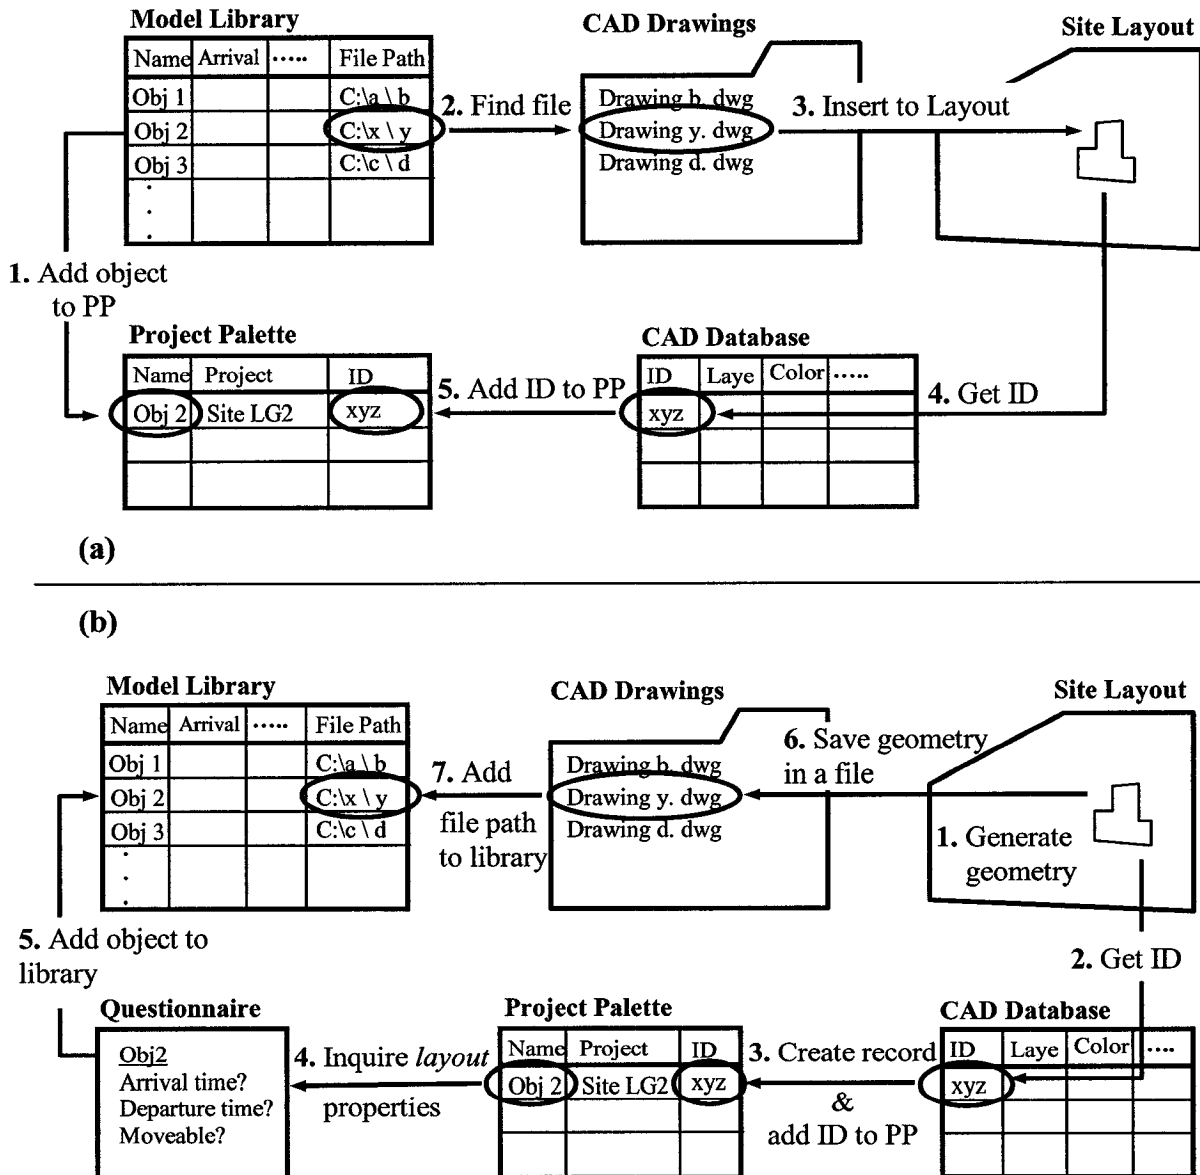 Model Library
CAD Drawings
Site Layout
Name Arrival ..... File Path
Obj 1 C:\a \ b
Obj 2 C:\x \ y
Obj 3 C:\c \ d
2. Find file
Drawing b. dwg
Drawing y. dwg
Drawing d. dwg
3. Insert to Layout
1. Add object
to PP
Project Palette
CAD Database
Name Project ID
Obj 2 Site LG2 xyz
5. Add ID to PP
ID Laye Color .....
xyz
4. Get ID
(a)
(b)
Model Library
CAD Drawings
Site Layout
Name Arrival ..... File Path
Obj 1 C:\a \ b
Obj 2 C:\x \ y
Obj 3 C:\c \ d
7. Add
file path
to library
Drawing b. dwg
Drawing y. dwg
Drawing d. dwg
6. Save geometry
in a file
1. Generate
geometry
5. Add object to
library
2. Get ID
Questionnaire
Project Palette
CAD Database
Obj2
Arrival time?
Departure time?
Moveable?
4. Inquire layout
properties
Name Project ID
Obj 2 Site LG2 xyz
3. Create record
&
add ID to PP
ID Laye Color ....
xyz